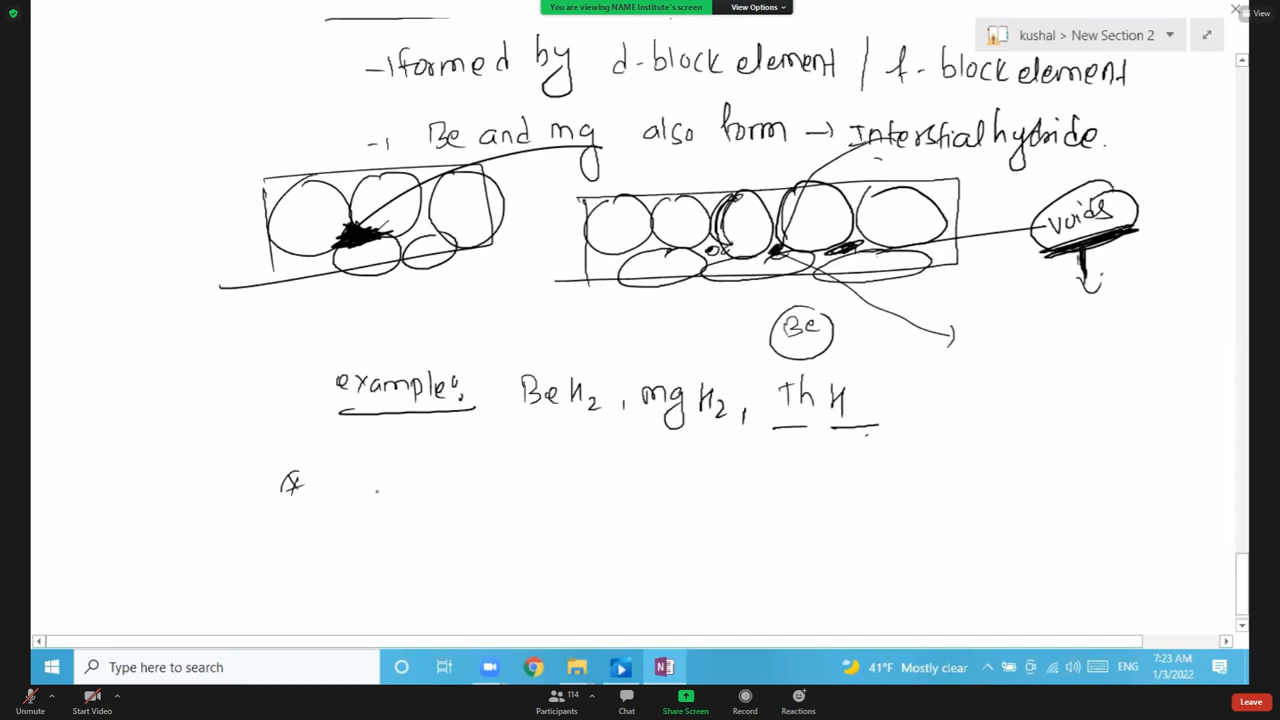 You are viewing NAME Institute's screen
View Options
View
kushal > New Section 2
- formed by d-block element / f-block element
- Be and mg also form → Interstial hydride.
voids
Be
example:
BeH2, mgH2, ThH
Type here to search
41°F Mostly clear
ENG
7:23 AM
1/3/2022
Unmute
Start Video
114
Participants
Chat
Share Screen
Record
Reactions
Leave